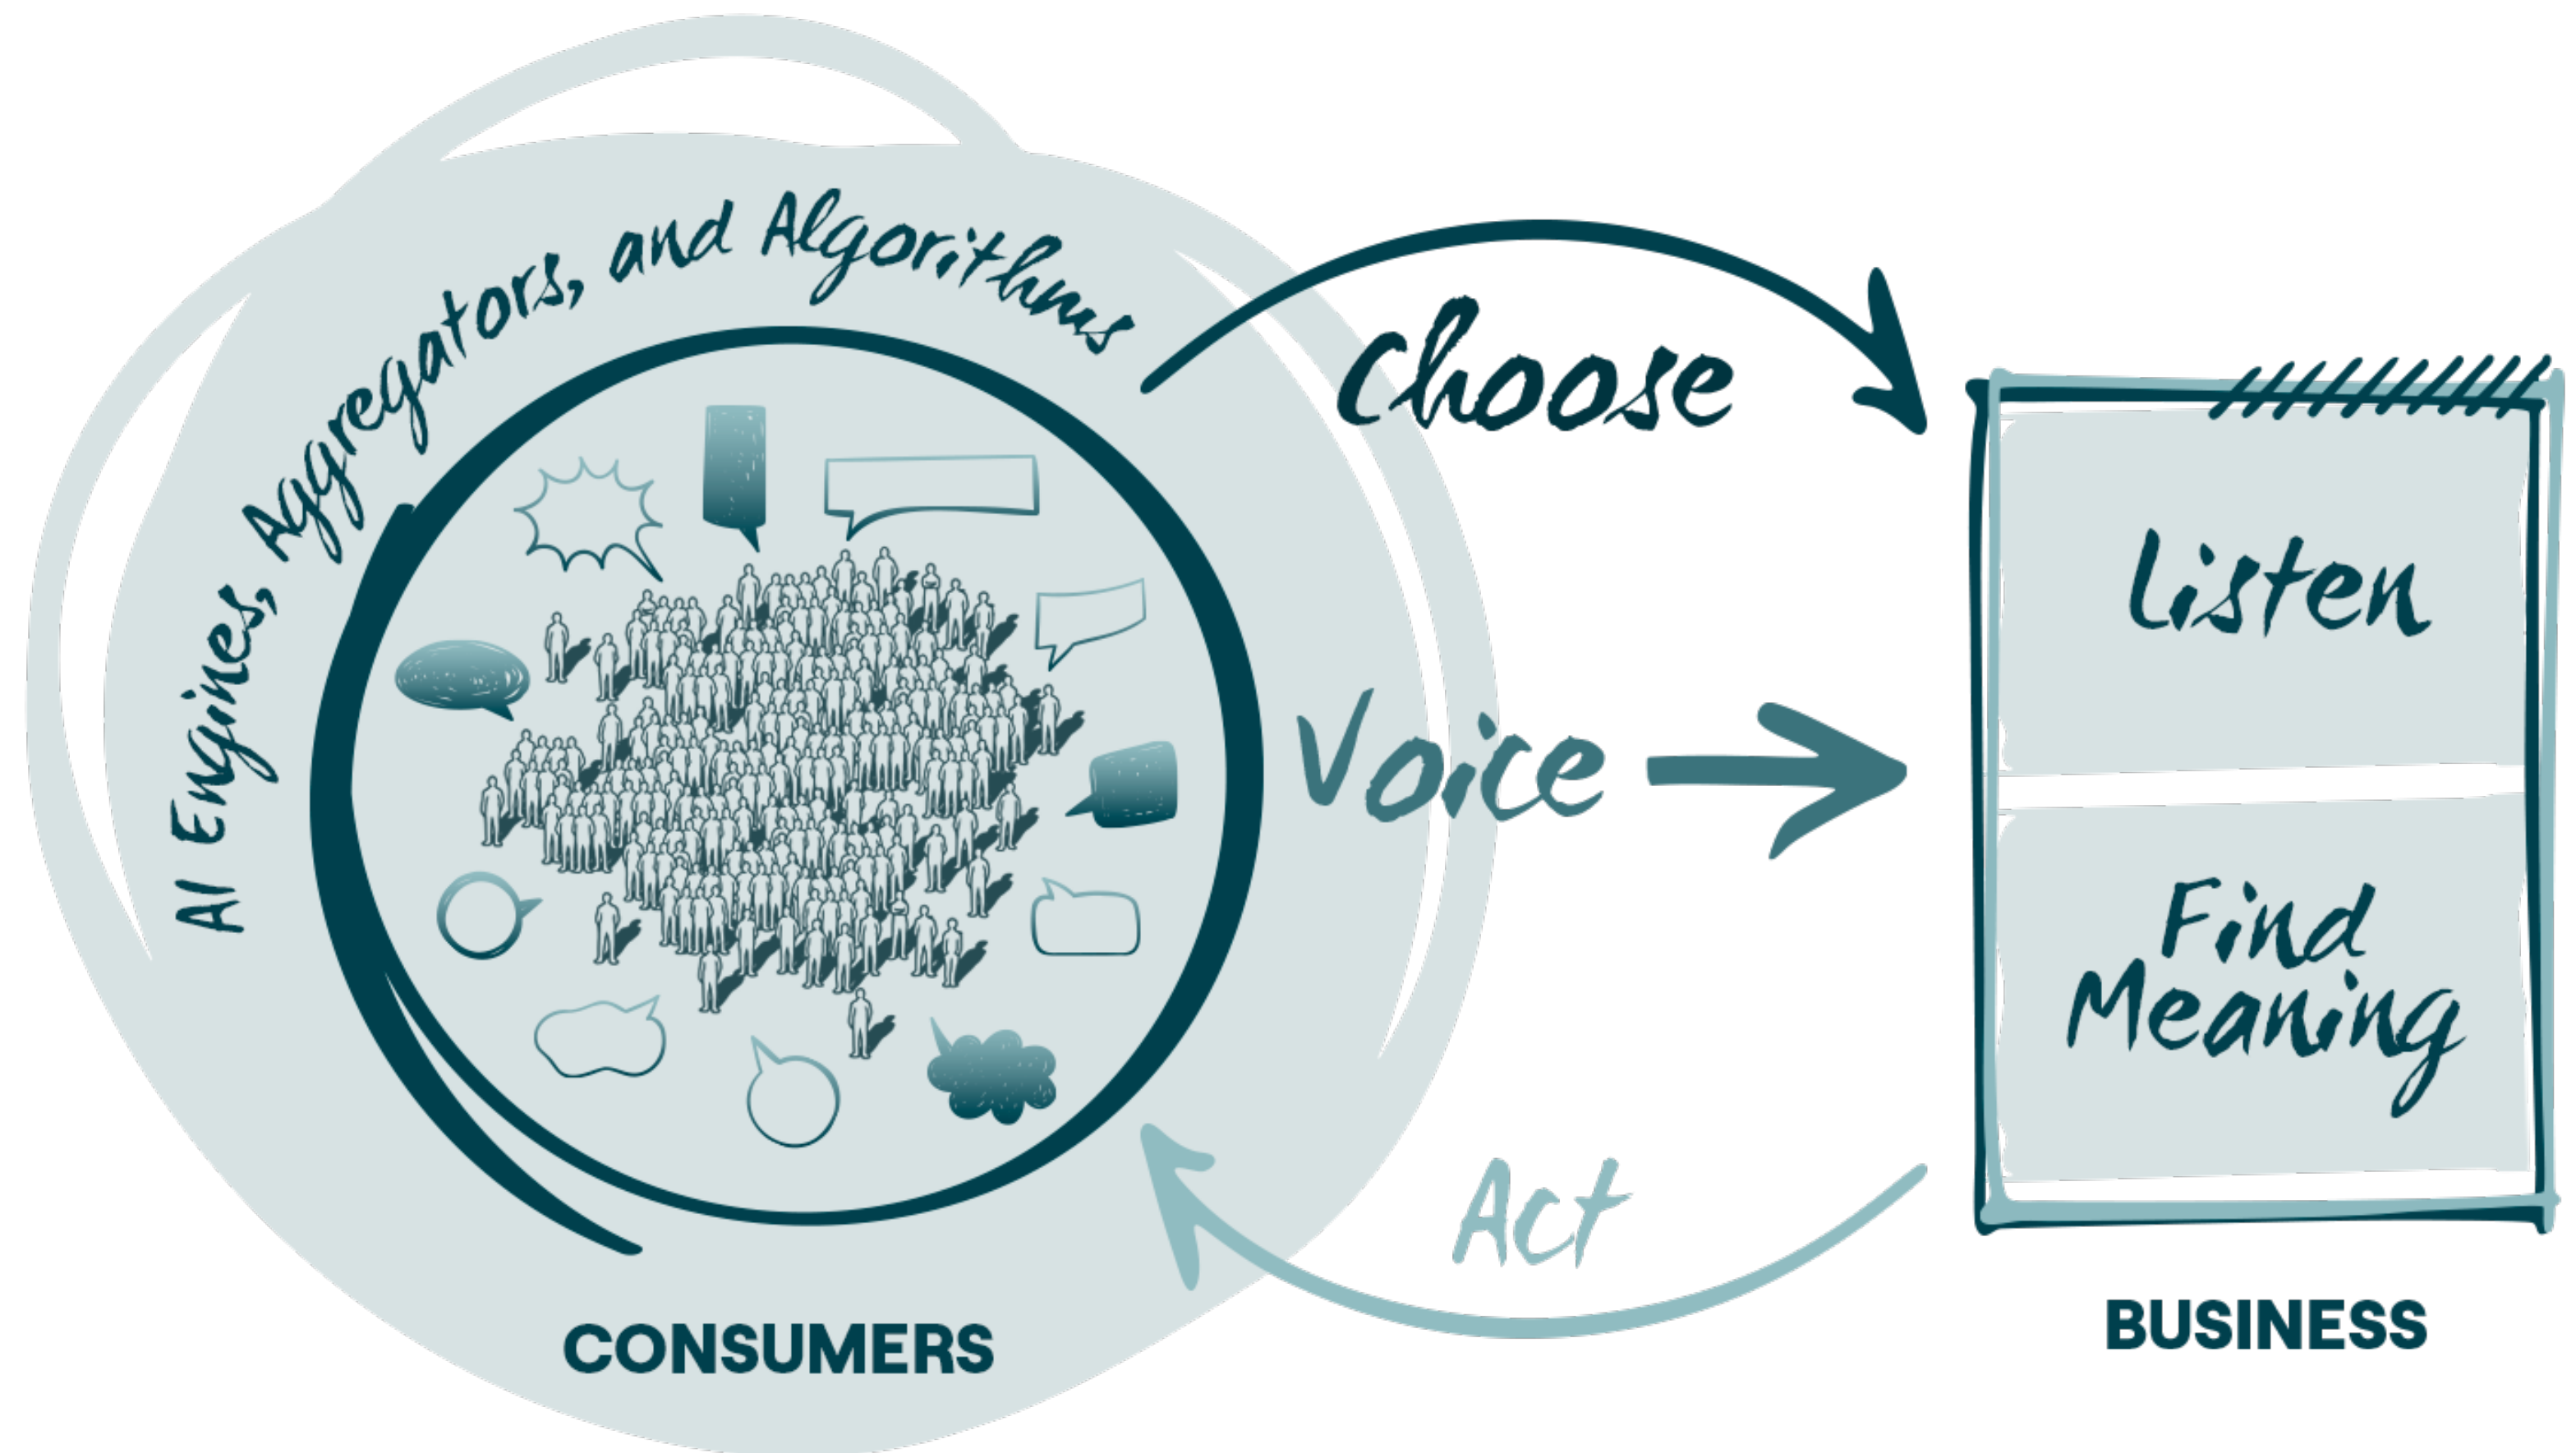 AI Engines, Aggregators, and Algorithms
Choose
Voice
Act
Listen
Find
Meaning
CONSUMERS
BUSINESS